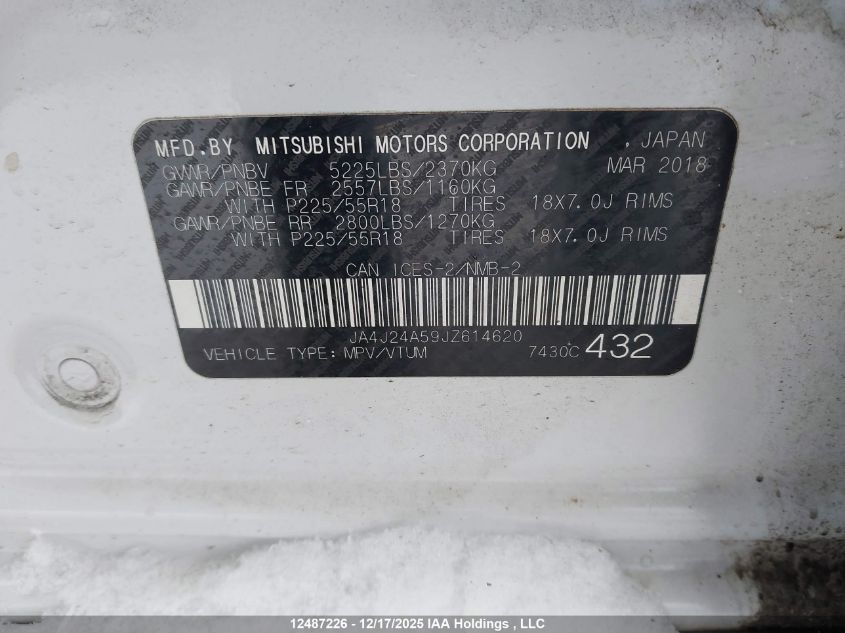 MFD.BY MITSUBISHI MOTORS CORPORATION , JAPAN
GVWR/PNBV 5225LBS/2370KG MAR 2018
GAWR/PNBE FR 2557LBS/1160KG
WITH P225/55R18 TIRES 18X7.0J RIMS
GAWR/PNBE RR 2800LBS/1270KG
WITH P225/55R18 TIRES 18X7.0J RIMS
CAN ICES-2/NMB-2
JA4J24A59JZ614620
VEHICLE TYPE: MPV/VTUM 7430C 432
12487226 - 12/17/2025 IAA Holdings , LLC